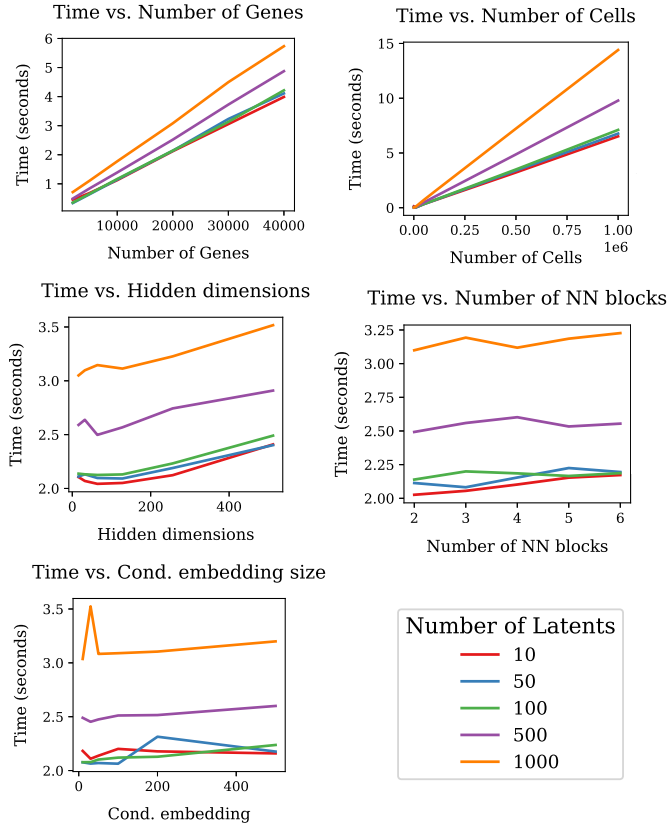 Time vs. Number of Genes
Time (seconds)
6
5
4
3
2
1
10000 20000 30000 40000
Number of Genes
Time vs. Number of Cells
Time (seconds)
15
10
5
0
0.00 0.25 0.50 0.75 1.00
1e6
Number of Cells
Time vs. Hidden dimensions
Time (seconds)
3.5
3.0
2.5
2.0
0 200 400
Hidden dimensions
Time vs. Number of NN blocks
Time (seconds)
3.25
3.00
2.75
2.50
2.25
2.00
2 3 4 5 6
Number of NN blocks
Time vs. Cond. embedding size
Time (seconds)
3.5
3.0
2.5
2.0
0 200 400
Cond. embedding
Number of Latents
10
50
100
500
1000